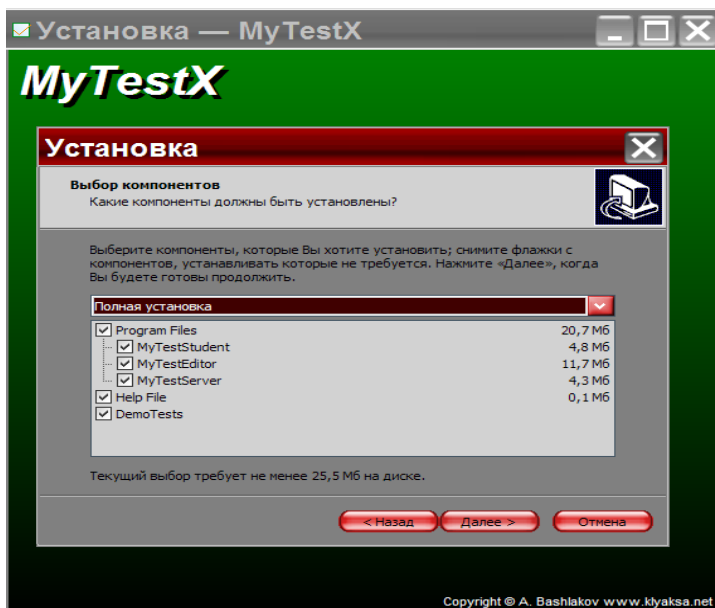 Установка — MyTestX
MyTestX
Установка
Выбор компонентов
Какие компоненты должны быть установлены?
Выберите компоненты, которые Вы хотите установить; снимите флажки с
компонентов, устанавливать которые не требуется. Нажмите «Далее», когда
Вы будете готовы продолжить.
Полная установка
Program Files 20,7 Мб
MyTestStudent 4,8 Мб
MyTestEditor 11,7 Мб
MyTestServer 4,3 Мб
Help File 0,1 Мб
DemoTests
Текущий выбор требует не менее 25,5 Мб на диске.
< Назад Далее > Отмена
Copyright © A. Bashlakov www.klyaksa.net